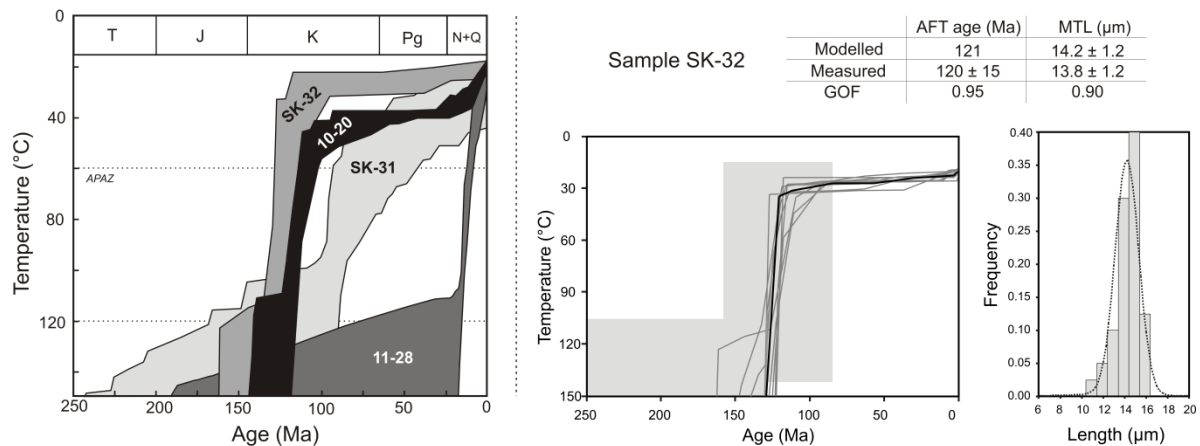 0
40
80
120
Temperature (°C)
T J K Pg N+Q
SK-32
10-20
SK-31
11-28
APAZ
250 200 150 100 50 0
Age (Ma)
Sample SK-32
AFT age (Ma) MTL (µm)
Modelled 121 14.2 ± 1.2
Measured 120 ± 15 13.8 ± 1.2
GOF 0.95 0.90
0
30
60
90
120
150
Temperature (°C)
250 200 150 100 50 0
Age (Ma)
0.40
0.35
0.30
0.25
0.20
0.15
0.10
0.05
0.00
Frequency
6 8 10 12 14 16 18 20
Length (µm)